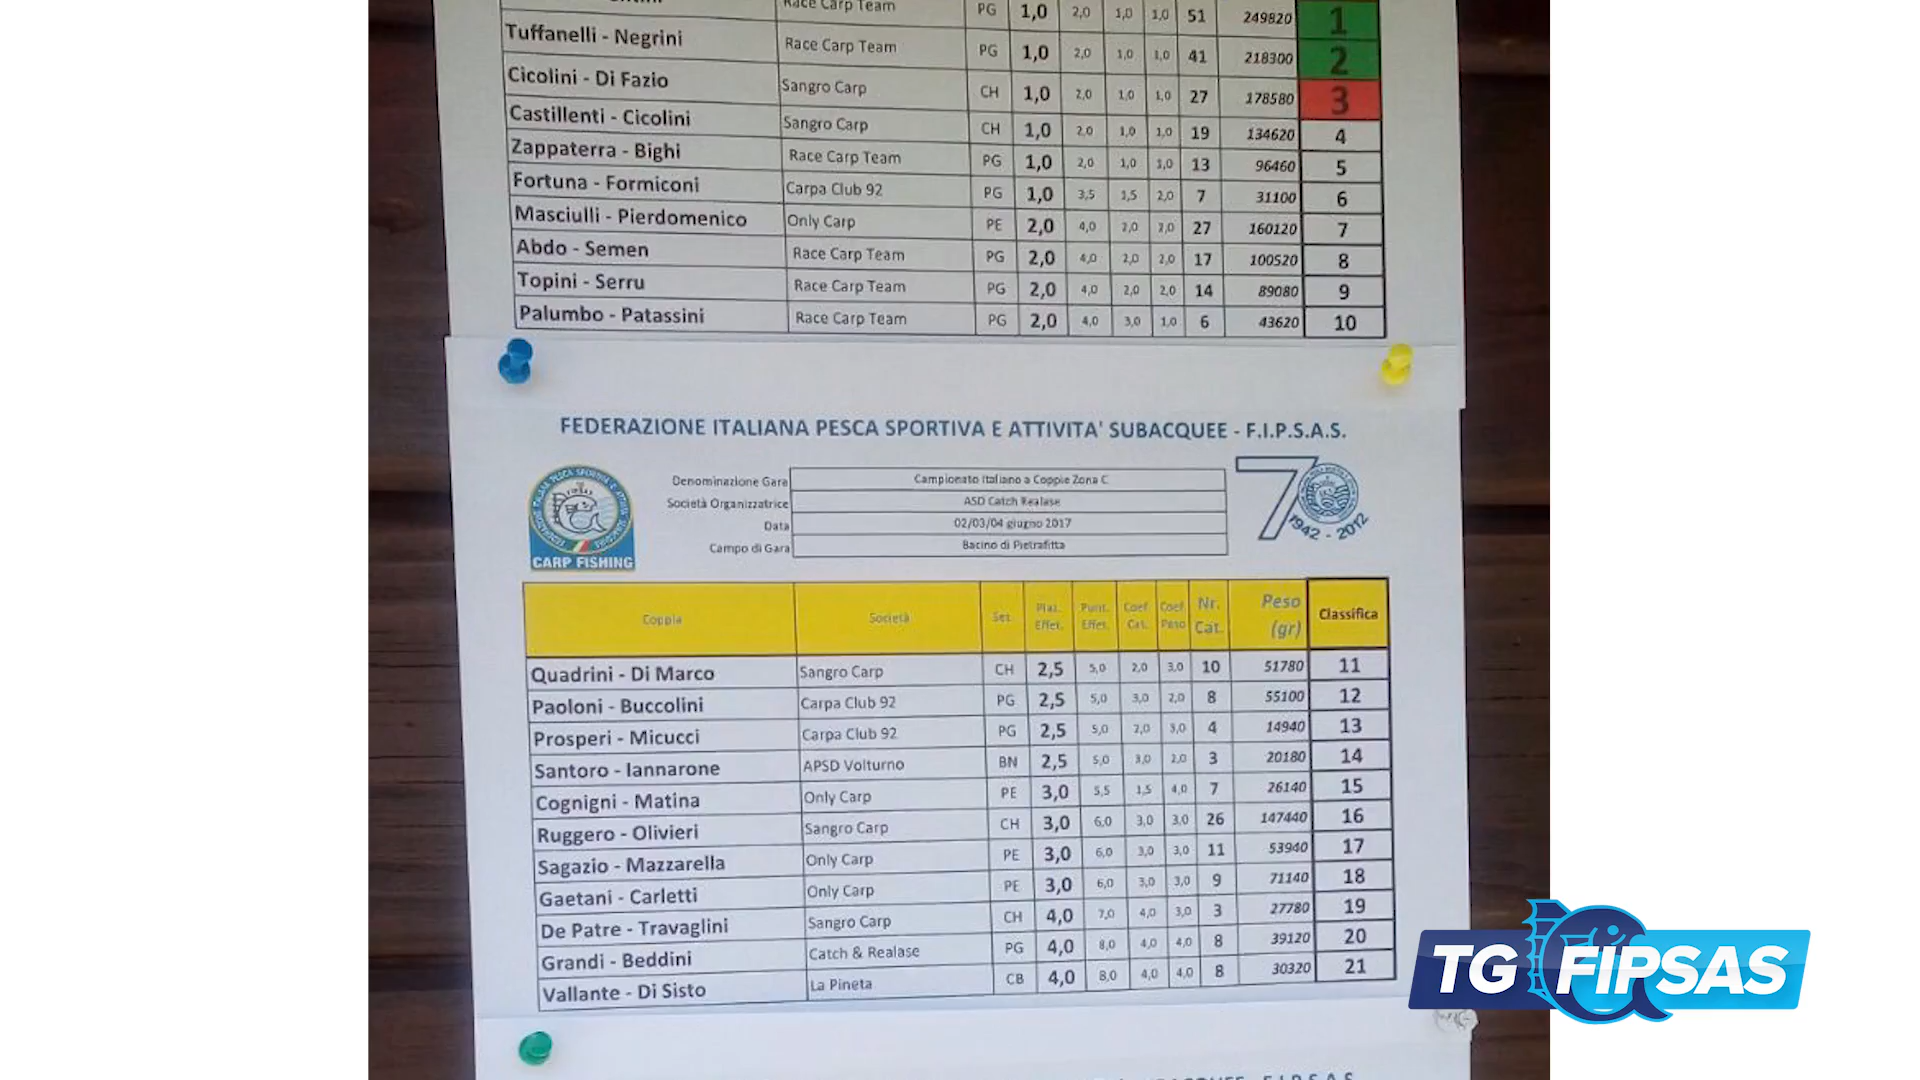 Race Carp Team PG 1,0 2,0 1,0 1,0 51 249820 1
Tuffanelli - Negrini Race Carp Team PG 1,0 2,0 1,0 1,0 41 218300 2
Cicolini - Di Fazio Sangro Carp CH 1,0 2,0 1,0 1,0 27 178580 3
Castillenti - Cicolini Sangro Carp CH 1,0 2,0 1,0 1,0 19 134620 4
Zappaterra - Bighi Race Carp Team PG 1,0 2,0 1,0 1,0 13 96460 5
Fortuna - Formiconi Carpa Club 92 PG 1,0 3,5 1,5 2,0 7 31100 6
Masciulli - Pierdomenico Only Carp PE 2,0 4,0 2,0 2,0 27 160120 7
Abdo - Semen Race Carp Team PG 2,0 4,0 2,0 2,0 17 100520 8
Topini - Serru Race Carp Team PG 2,0 4,0 2,0 2,0 14 89080 9
Palumbo - Patassini Race Carp Team PG 2,0 4,0 3,0 1,0 6 43620 10
FEDERAZIONE ITALIANA PESCA SPORTIVA E ATTIVITA' SUBACQUEE - F.I.P.S.A.S.
Denominazione Gara Campionato Italiano a Coppie Zona C
Società Organizzatrice ASD Catch Realase
Data 02/03/04 giugno 2017
Campo di Gara Bacino di Pietrafitta
CARP FISHING
70
1942 - 2012
Coppia Società Set. Piaz. Effet. Punt. Effet. Coef. Cat. Coef. Peso Nr. Cat. Peso (gr) Classifica
Quadrini - Di Marco Sangro Carp CH 2,5 5,0 2,0 3,0 10 51780 11
Paoloni - Buccolini Carpa Club 92 PG 2,5 5,0 3,0 2,0 8 55100 12
Prosperi - Micucci Carpa Club 92 PG 2,5 5,0 2,0 3,0 4 14940 13
Santoro - Iannarone APSD Volturno BN 2,5 5,0 3,0 2,0 3 20180 14
Cognigni - Matina Only Carp PE 3,0 5,5 1,5 4,0 7 26140 15
Ruggero - Olivieri Sangro Carp CH 3,0 6,0 3,0 3,0 26 147440 16
Sagazio - Mazzarella Only Carp PE 3,0 6,0 3,0 3,0 11 53940 17
Gaetani - Carletti Only Carp PE 3,0 6,0 3,0 3,0 9 71140 18
De Patre - Travaglini Sangro Carp CH 4,0 7,0 4,0 3,0 3 27780 19
Grandi - Beddini Catch & Realase PG 4,0 8,0 4,0 4,0 8 39120 20
Vallante - Di Sisto La Pineta CB 4,0 8,0 4,0 4,0 8 30320 21
TG FIPSAS